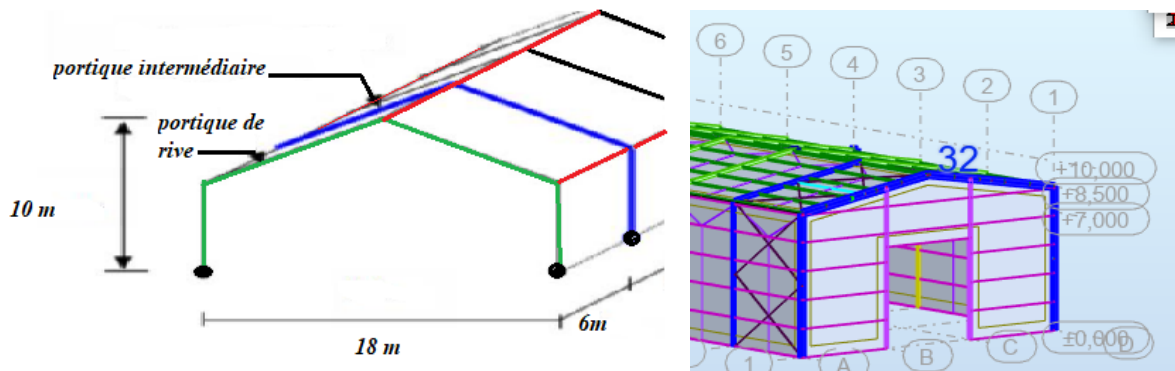 portique intermédiaire
portique de
rive
10 m
6m
18 m
6
5
4
3
2
1
32
+10,000
+8,500
+7,000
±0,000
D
C
B
A
1